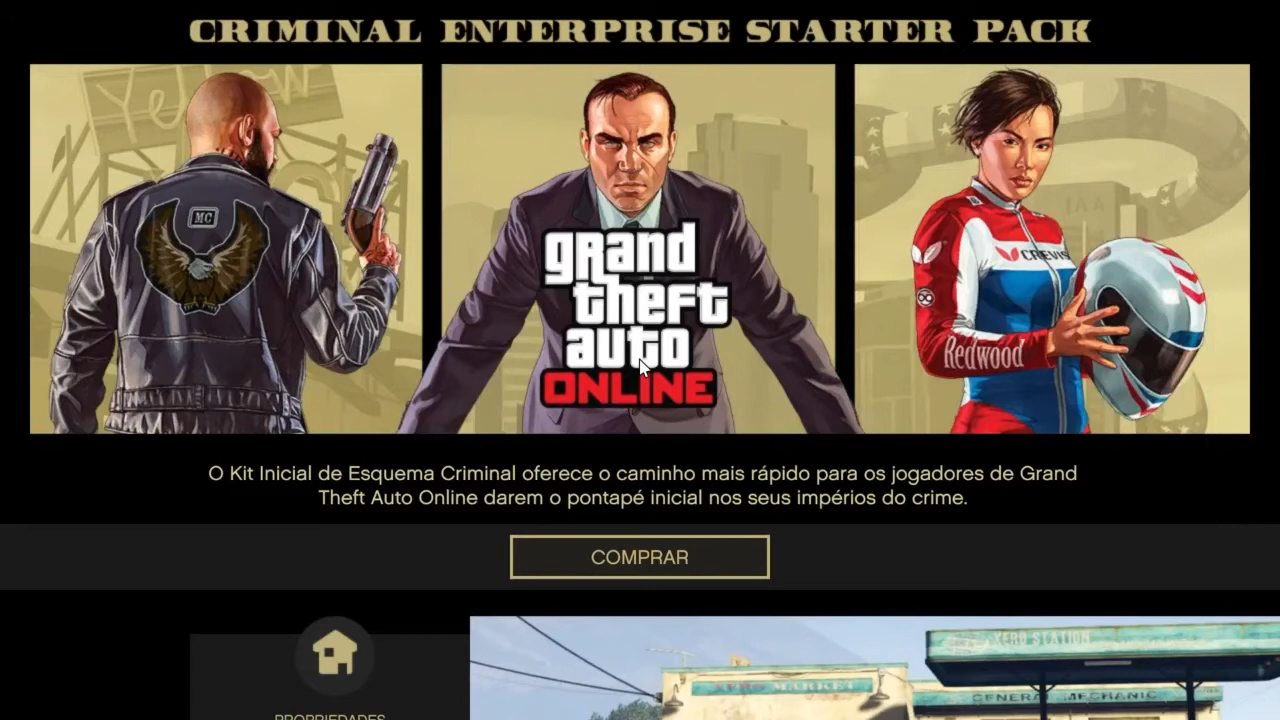 CRIMINAL ENTERPRISE STARTER PACK
Yellow
MC
grand
theft
auto
ONLINE
CREVIS
Redwood
O Kit Inicial de Esquema Criminal oferece o caminho mais rápido para os jogadores de Grand
Theft Auto Online darem o pontapé inicial nos seus impérios do crime.
COMPRAR
XERO STATION
XERO MARKET
GENERAL MECHANIC
PROPRIEDADES